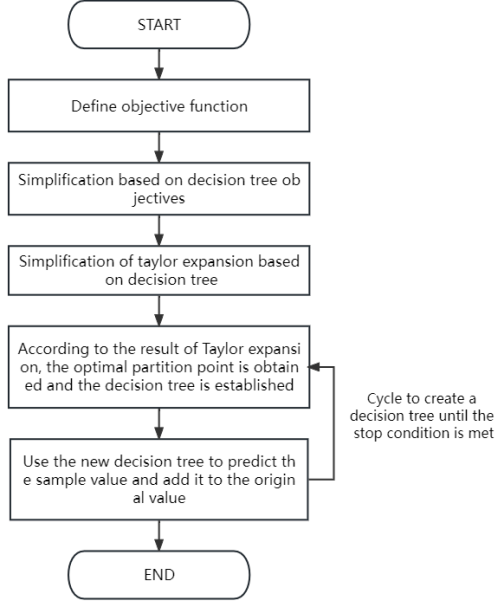 START
Define objective function
Simplification based on decision tree ob
jectives
Simplification of taylor expansion based
on decision tree
According to the result of Taylor expansi
on, the optimal partition point is obtain
ed and the decision tree is established
Cycle to create a
decision tree until the
stop condition is met
Use the new decision tree to predict th
e sample value and add it to the origin
al value
END